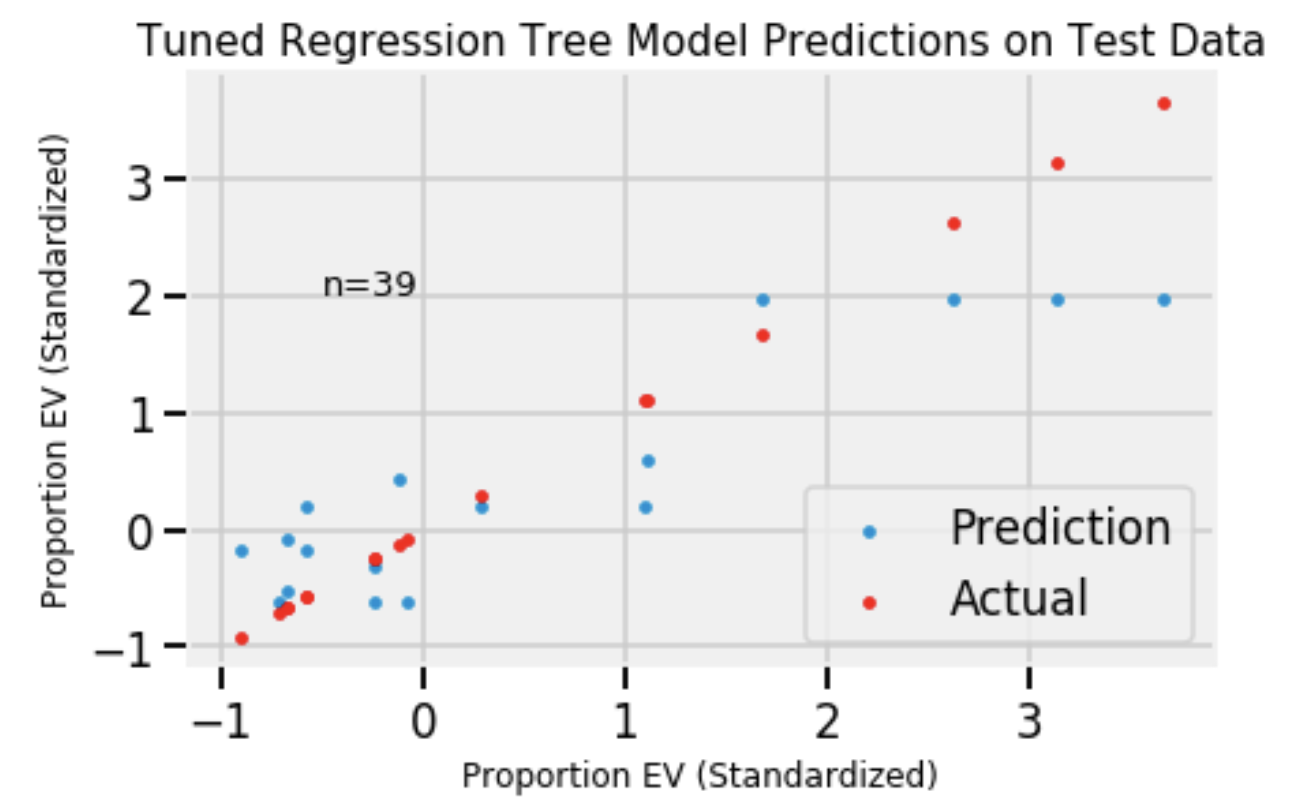 Tuned Regression Tree Model Predictions on Test Data
Proportion EV (Standardized)
3
2
1
0
−1
n=39
Prediction
Actual
−1 0 1 2 3
Proportion EV (Standardized)